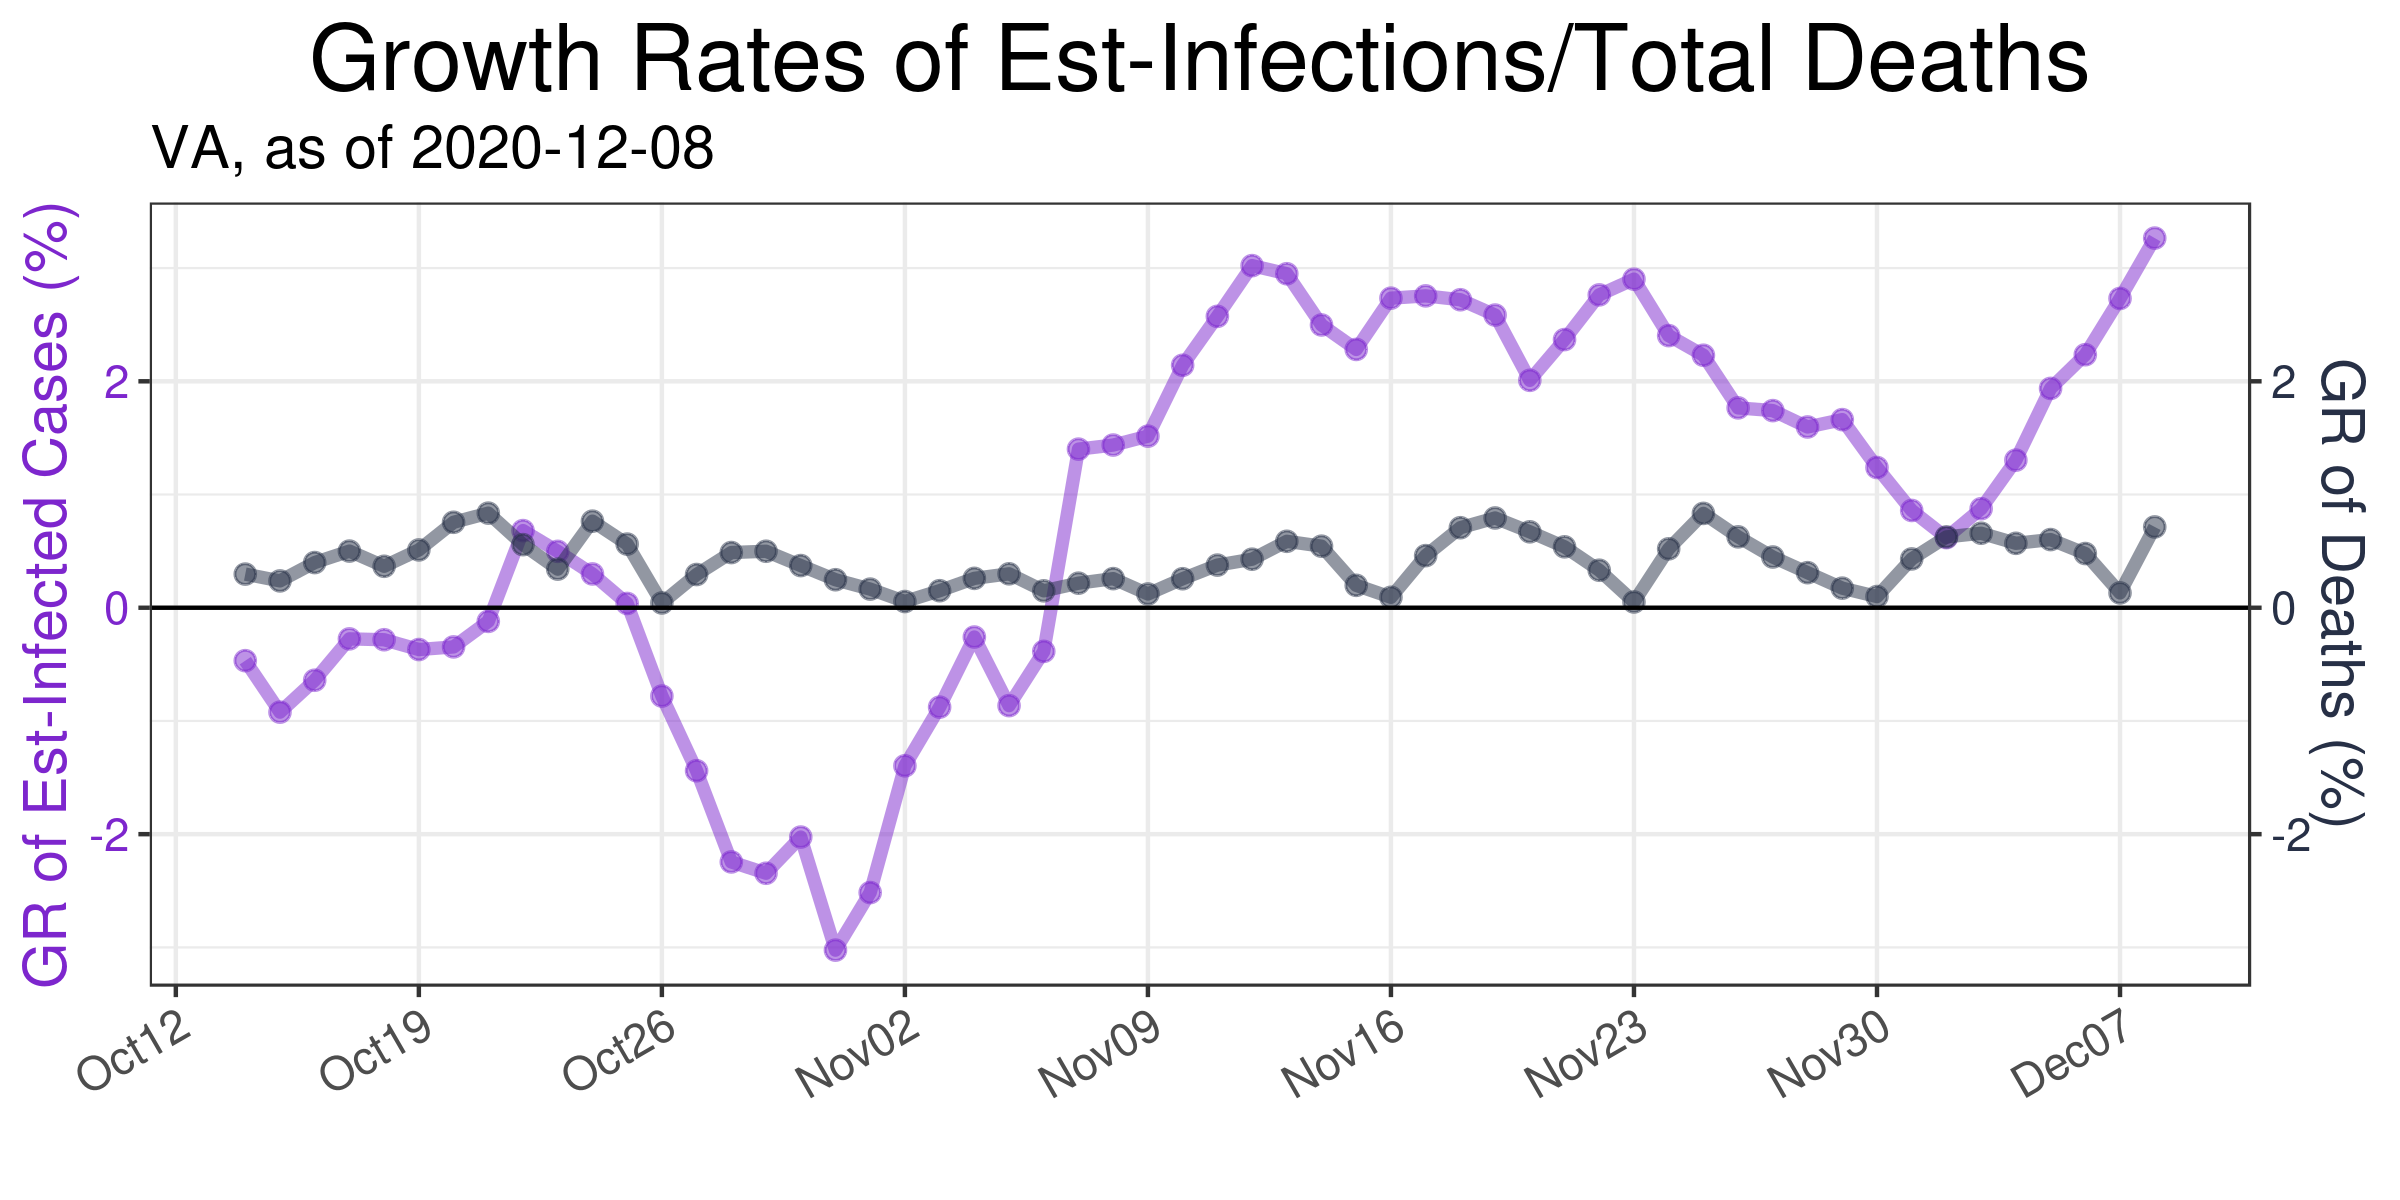 Growth Rates of Est-Infections/Total Deaths
VA, as of 2020-12-08
GR of Est-Infected Cases (%)
2
0
-2
2
0
-2
GR of Deaths (%)
Oct12
Oct19
Oct26
Nov02
Nov09
Nov16
Nov23
Nov30
Dec07